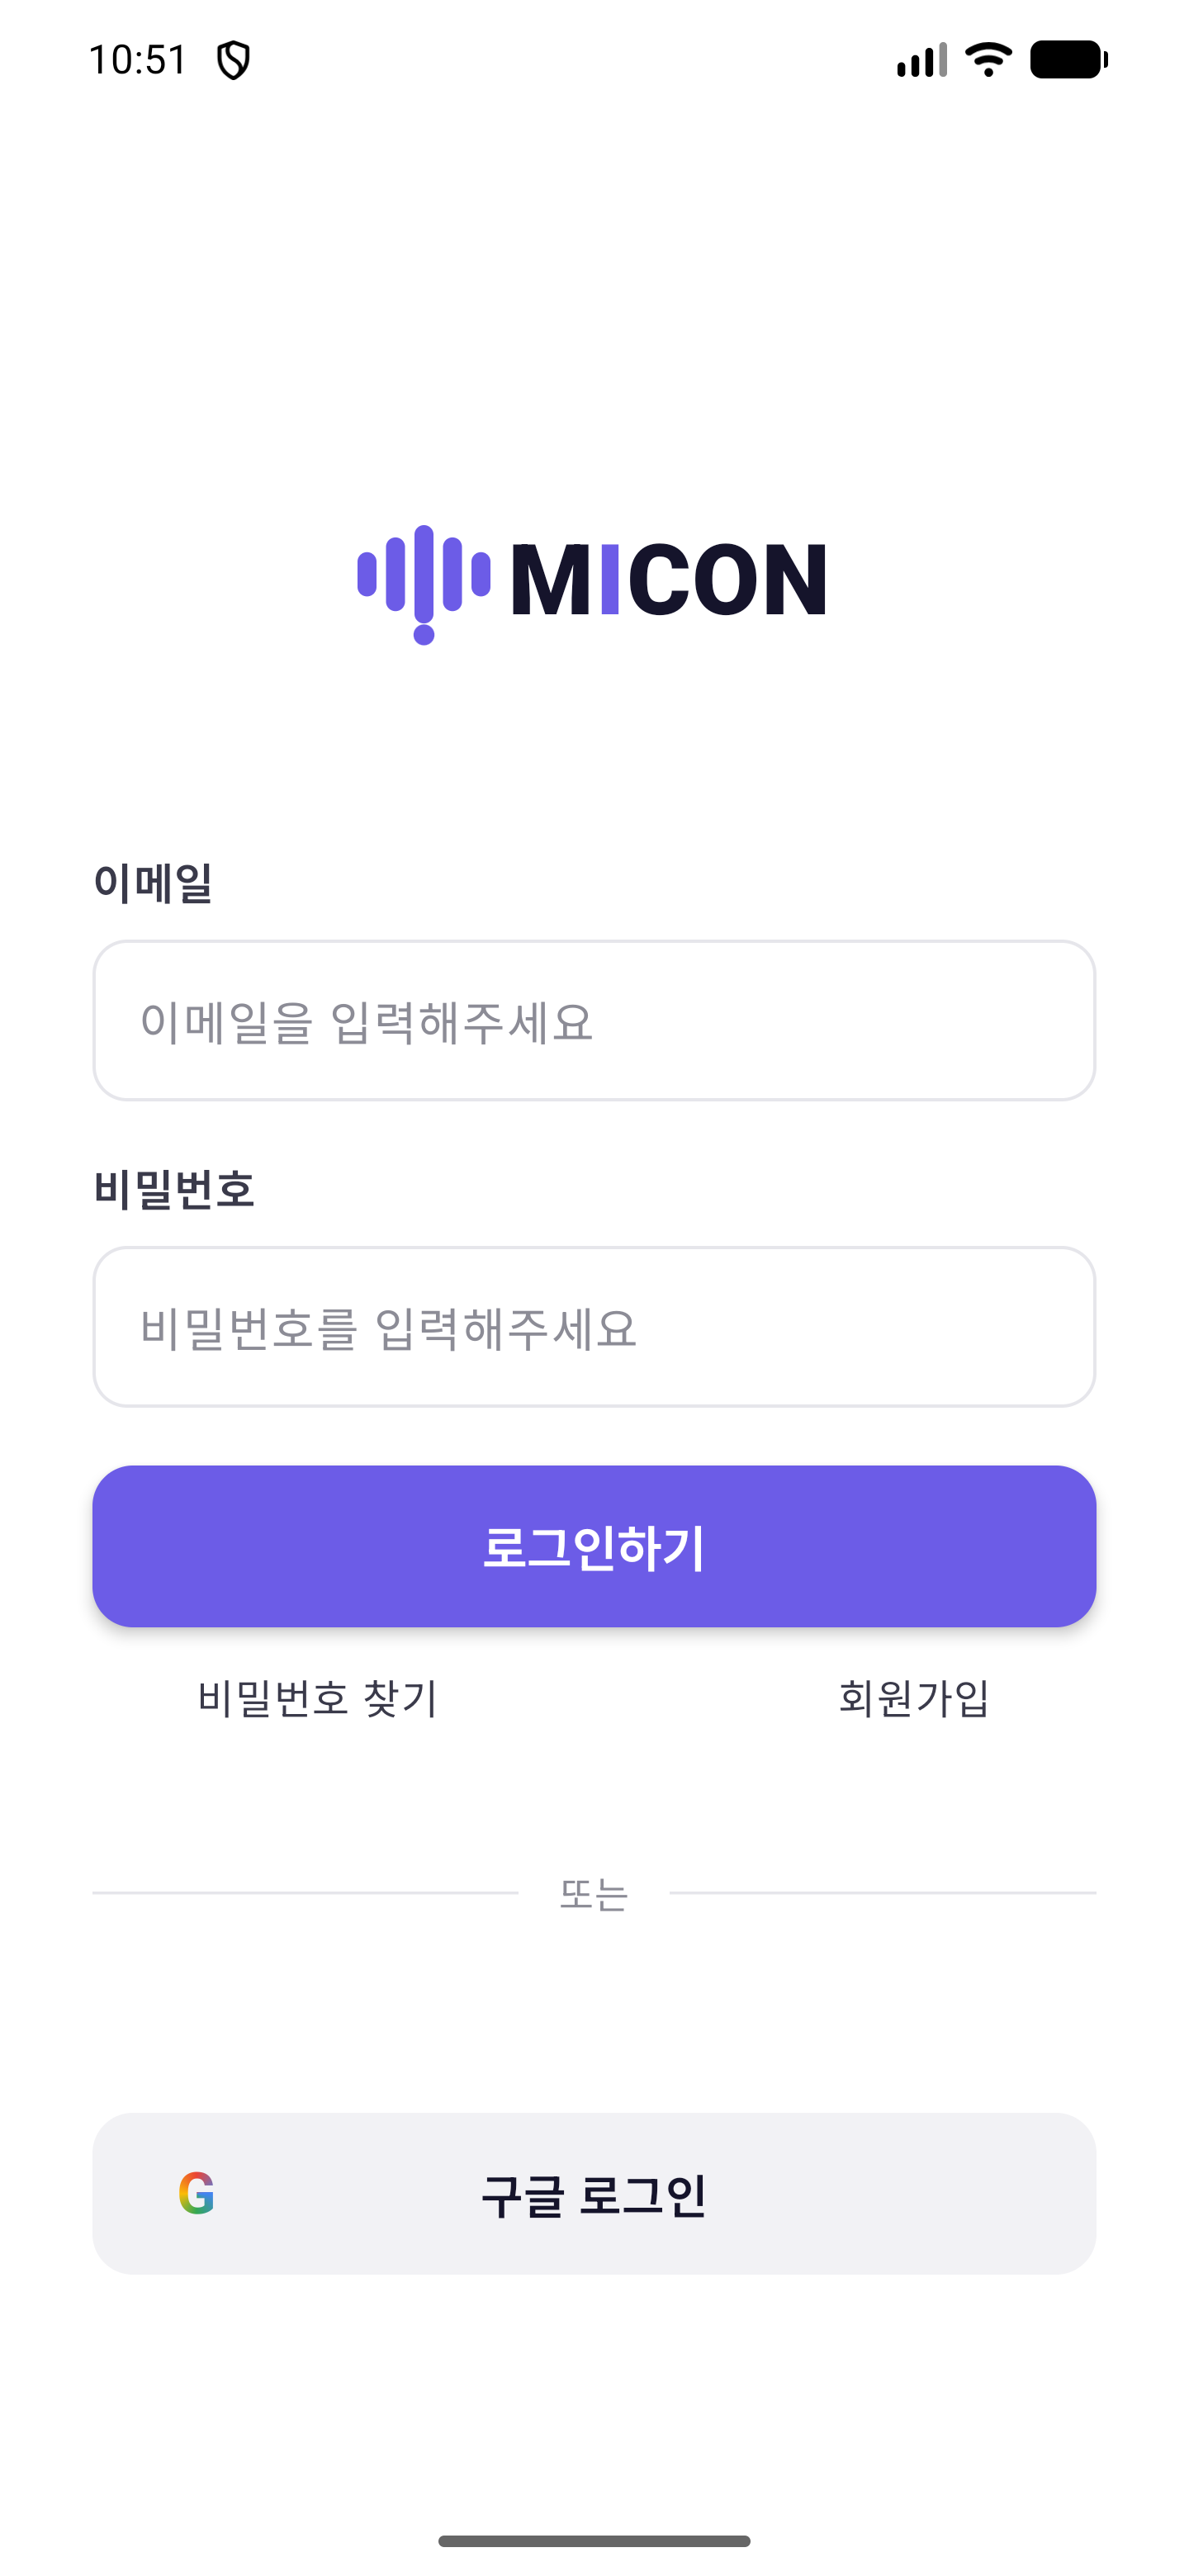 10:51
MICON
이메일
이메일을 입력해주세요
비밀번호
비밀번호를 입력해주세요
로그인하기
비밀번호 찾기
회원가입
또는
G 구글 로그인